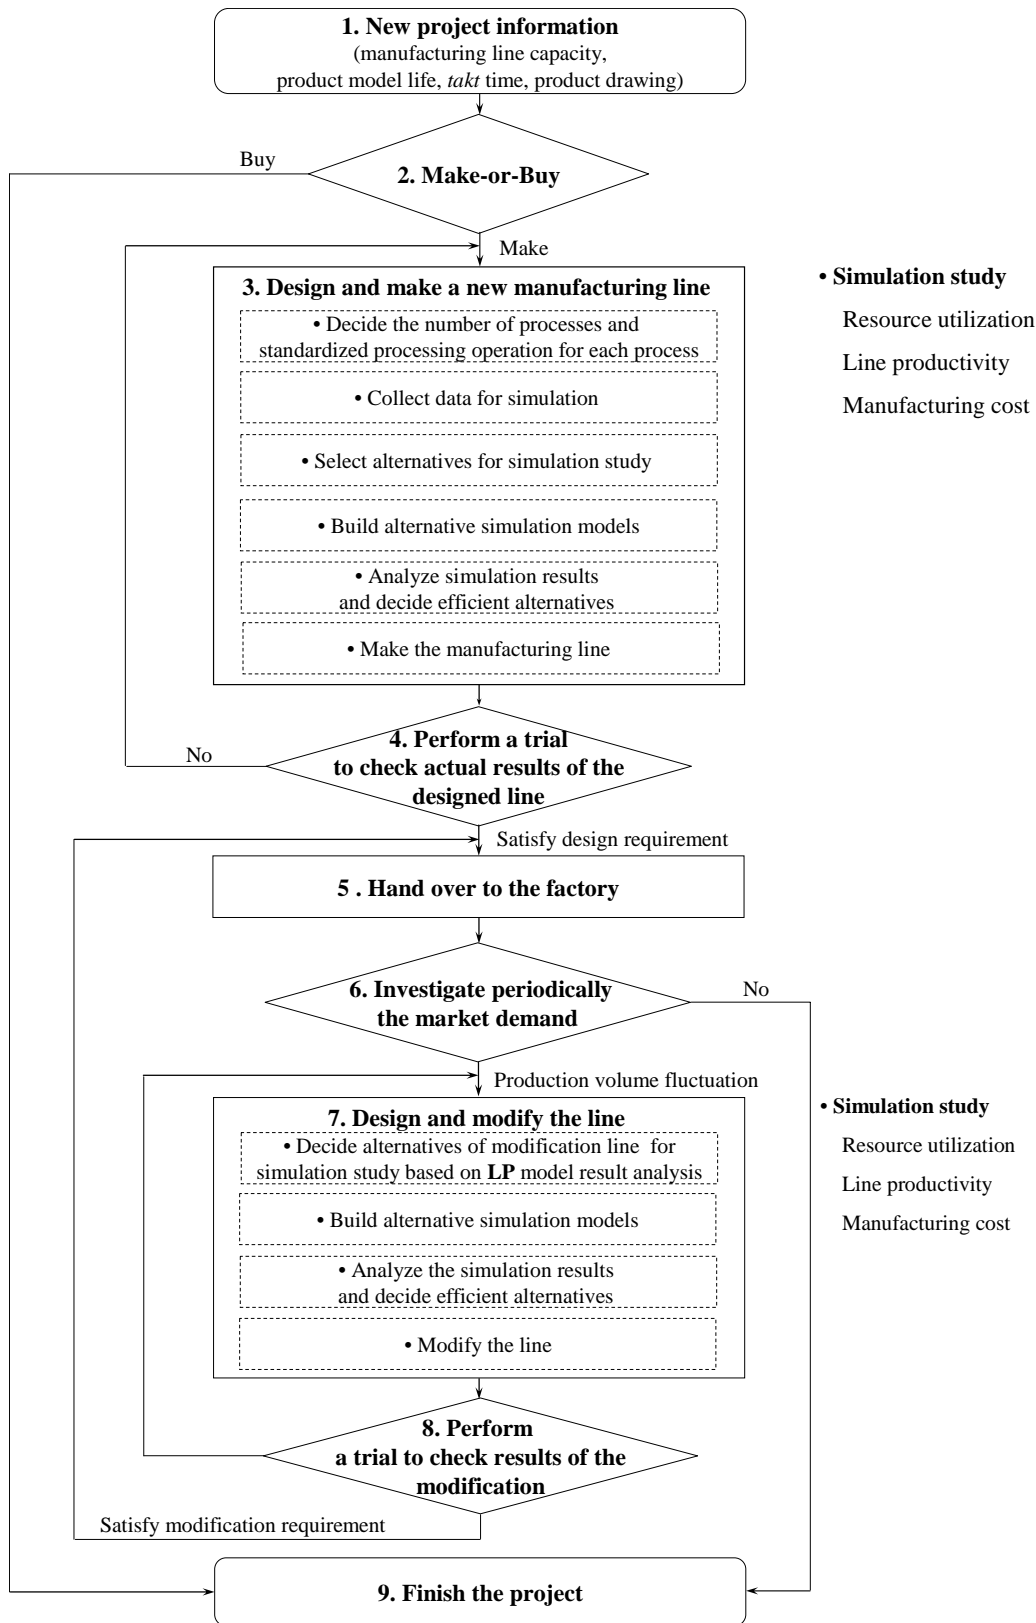 1. New project information
(manufacturing line capacity,
product model life, takt time, product drawing)
Buy
2. Make-or-Buy
Make
3. Design and make a new manufacturing line
• Decide the number of processes and
standardized processing operation for each process
• Collect data for simulation
• Select alternatives for simulation study
• Build alternative simulation models
• Analyze simulation results
and decide efficient alternatives
• Make the manufacturing line
• Simulation study
Resource utilization
Line productivity
Manufacturing cost
No
4. Perform a trial
to check actual results of the
designed line
Satisfy design requirement
5 . Hand over to the factory
6. Investigate periodically
the market demand
No
Production volume fluctuation
7. Design and modify the line
• Decide alternatives of modification line for
simulation study based on LP model result analysis
• Build alternative simulation models
• Analyze the simulation results
and decide efficient alternatives
• Modify the line
• Simulation study
Resource utilization
Line productivity
Manufacturing cost
8. Perform
a trial to check results of the
modification
Satisfy modification requirement
9. Finish the project